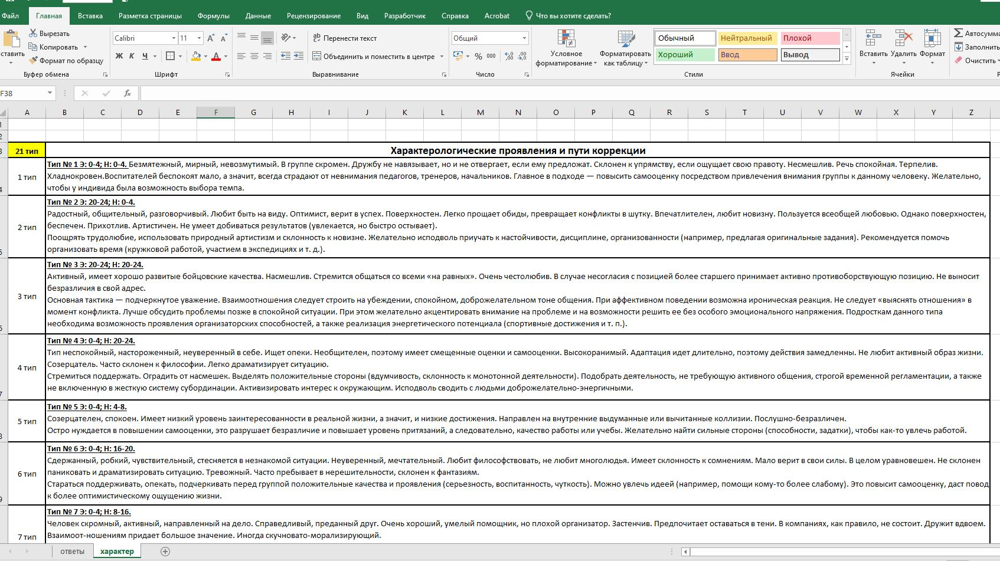 Файл Главная Вставка Разметка страницы Формулы Данные Рецензирование Вид Разработчик Справка Acrobat Что вы хотите сделать?
Вырезать
Копировать
Формат по образцу
Буфер обмена
Calibri 11
Ж К Ч
Шрифт
Перенести текст
Объединить и поместить в центре
Выравнивание
Общий
% 000
Число
Условное форматирование
Форматировать как таблицу
Обычный Нейтральный Плохой
Хороший Ввод Вывод
Стили
Вставить Удалить Формат
Ячейки
Автосумма
Заполнить
Очистить
F38 fx
A B C D E F G H I J K L M N O P Q R S T U V W X Y Z
21 тип Характерологические проявления и пути коррекции
1 тип
Тип № 1 Э: 0-4; Н: 0-4. Безмятежный, мирный, невозмутимый. В группе скромен. Дружбу не навязывает, но и не отвергает, если ему предложат. Склонен к упрямству, если ощущает свою правоту. Несмешлив. Речь спокойная. Терпелив.
Хладнокровен.Воспитателей беспокоят мало, а значит, всегда страдают от невнимания педагогов, тренеров, начальников. Главное в подходе — повысить самооценку посредством привлечения внимания группы к данному человеку. Желательно,
чтобы у индивида была возможность выбора темпа.
2 тип
Тип № 2 Э: 20-24; Н: 0-4.
Радостный, общительный, разговорчивый. Любит быть на виду. Оптимист, верит в успех. Поверхностен. Легко прощает обиды, превращает конфликты в шутку. Впечатлителен, любит новизну. Пользуется всеобщей любовью. Однако поверхностен,
беспечен. Прихотлив. Артистичен. Не умеет добиваться результатов (увлекается, но быстро остывает).
Поощрять трудолюбие, использовать природный артистизм и склонность к новизне. Желательно исподволь приучать к настойчивости, дисциплине, организованности (например, предлагая оригинальные задания). Рекомендуется помочь
организовать время (кружковой работой, участием в экспедициях и т. д.).
3 тип
Тип № 3 Э: 20-24; Н: 20-24.
Активный, имеет хорошо развитые бойцовские качества. Насмешлив. Стремится общаться со всеми «на равных». Очень честолюбив. В случае несогласия с позицией более старшего принимает активно противоборствующую позицию. Не выносит
безразличия в свой адрес.
Основная тактика — подчеркнутое уважение. Взаимоотношения следует строить на убеждении, спокойном, доброжелательном тоне общения. При аффективном поведении возможна ироническая реакция. Не следует «выяснять отношения» в
момент конфликта. Лучше обсудить проблемы позже в спокойной ситуации. При этом желательно акцентировать внимание на проблеме и на возможности решить ее без особого эмоционального напряжения. Подросткам данного типа
необходима возможность проявления организаторских способностей, а также реализация энергетического потенциала (спортивные достижения и т. п.).
4 тип
Тип № 4 Э: 0-4; Н: 20-24.
Тип неспокойный, настороженный, неуверенный в себе. Ищет опеки. Необщителен, поэтому имеет смещенные оценки и самооценки. Высокоранимый. Адаптация идет длительно, поэтому действия замедленны. Не любит активный образ жизни.
Созерцатель. Часто склонен к философии. Легко драматизирует ситуацию.
Стремиться поддержать. Оградить от насмешек. Выделять положительные стороны (вдумчивость, склонность к монотонной деятельности). Подобрать деятельность, не требующую активного общения, строгой временной регламентации, а также
не включенную в жесткую систему субординации. Активизировать интерес к окружающим. Исподволь сводить с людьми доброжелательно-энергичными.
5 тип
Тип № 5 Э: 0-4; Н: 4-8.
Созерцателен, спокоен. Имеет низкий уровень заинтересованности в реальной жизни, а значит, и низкие достижения. Направлен на внутренние выдуманные или вычитанные коллизии. Послушно-безразличен.
Остро нуждается в повышении самооценки, это разрушает безразличие и повышает уровень притязаний, а следовательно, качество работы или учебы. Желательно найти сильные стороны (способности, задатки), чтобы как-то увлечь работой.
6 тип
Тип № 6 Э: 0-4; Н: 16-20.
Сдержанный, робкий, чувствительный, стесняется в незнакомой ситуации. Неуверенный, мечтательный. Любит философствовать, не любит многолюдья. Имеет склонность к сомнениям. Мало верит в свои силы. В целом уравновешен. Не склонен
паниковать и драматизировать ситуацию. Тревожный. Часто пребывает в нерешительности, склонен к фантазиям.
Стараться поддерживать, опекать, подчеркивать перед группой положительные качества и проявления (серьезность, воспитанность, чуткость). Можно увлечь идеей (например, помощи кому-то более слабому). Это повысит самооценку, даст повод
к более оптимистическому ощущению жизни.
7 тип
Тип № 7 Э: 0-4; Н: 8-16.
Человек скромный, активный, направленный на дело. Справедливый, преданный друг. Очень хороший, умелый помощник, но плохой организатор. Застенчив. Предпочитает оставаться в тени. В компаниях, как правило, не состоит. Дружит вдвоем.
Взаимоот-ношениям придает большое значение. Иногда скучновато-морализирующий.
ответы характер